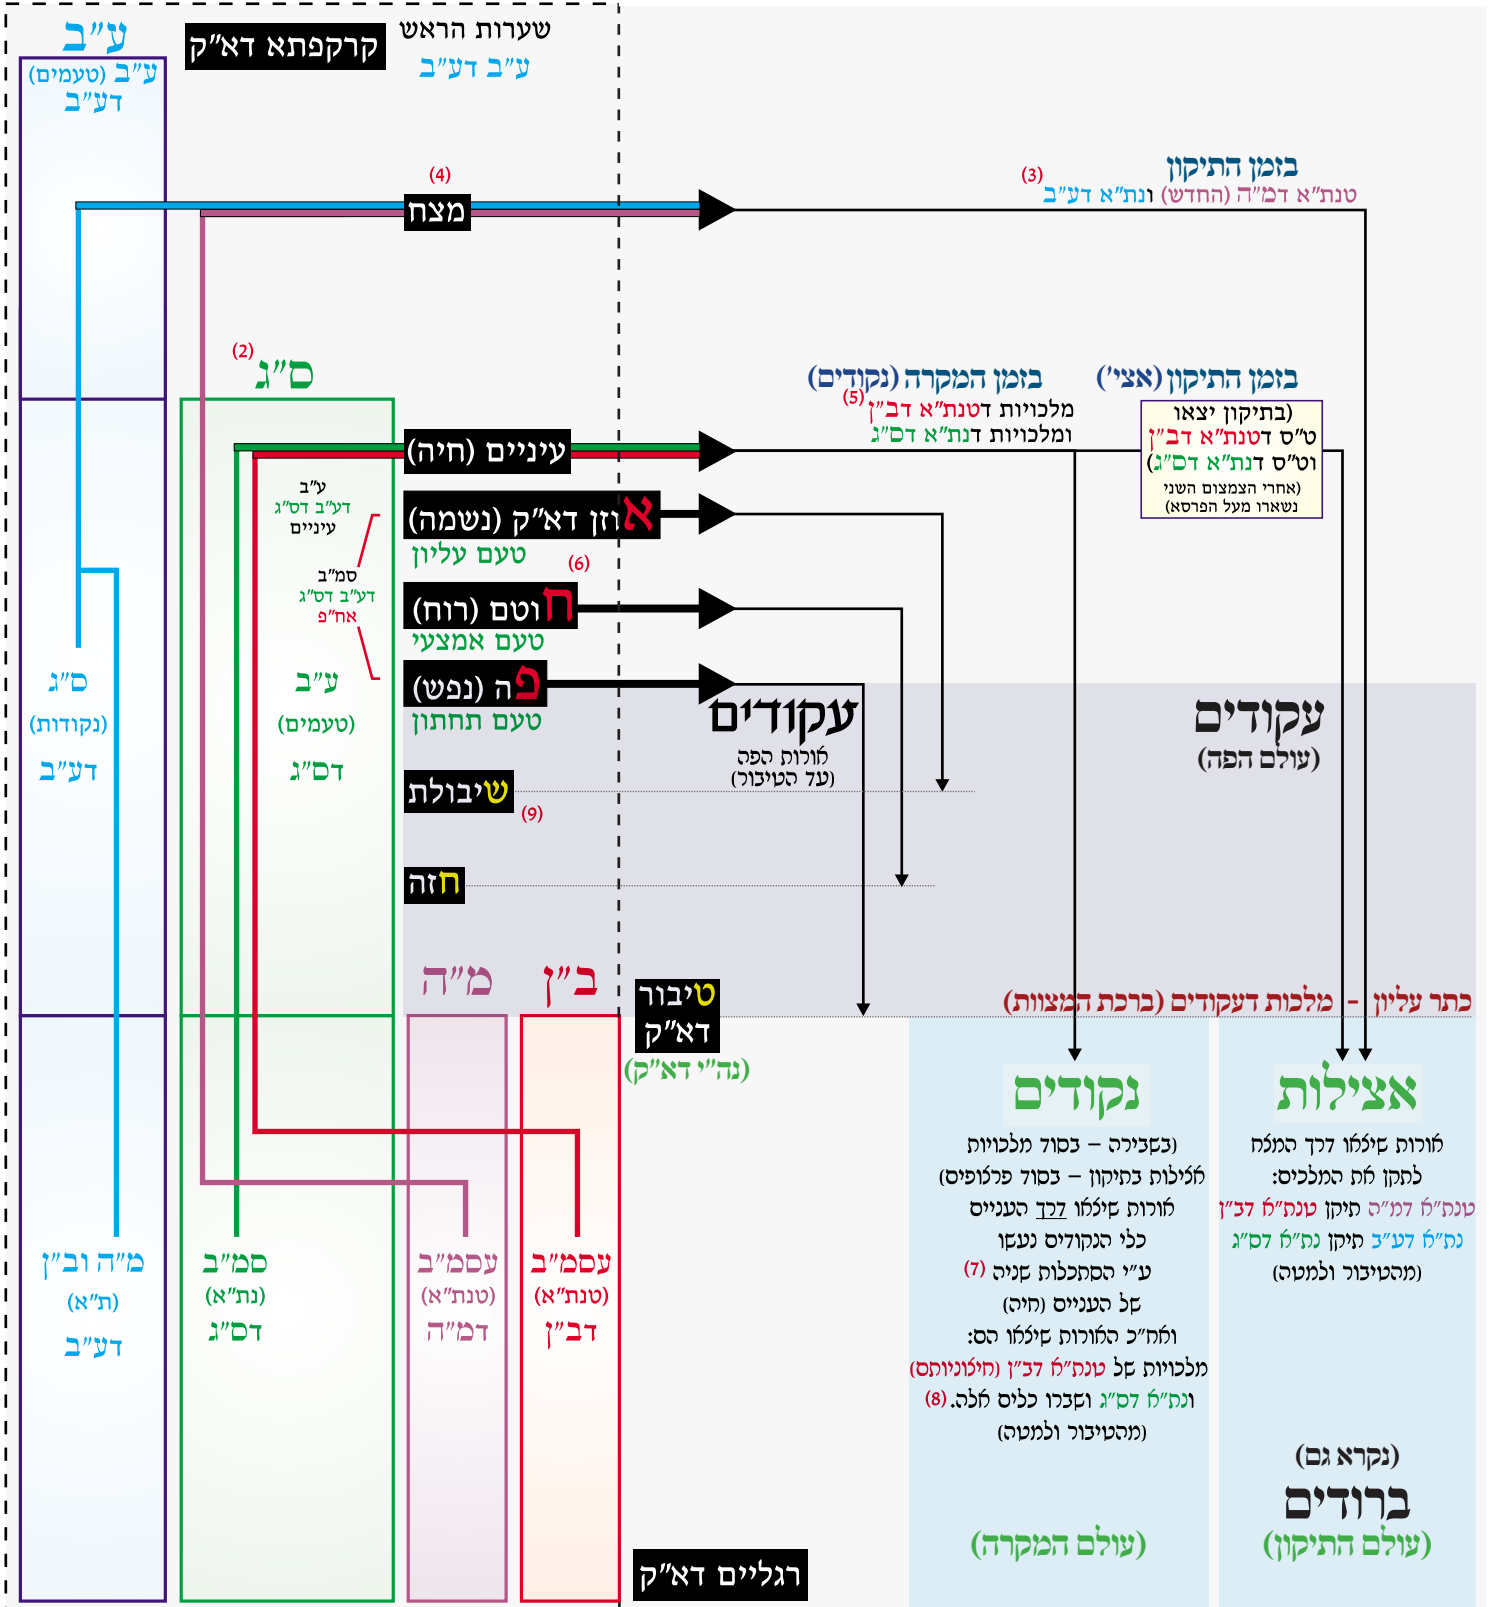 ע״ב
ע״ב (טעמים)
דע״ב
קרקפתא דא״ק
שערות הראש
ע״ב דע״ב
(4)
מצח
בזמן התיקון
(3)
טנת״א דמ״ה (החדש) ונת״א דע״ב
(2)
ס״ג
בזמן התיקון (אצי׳)
(בתיקון יצאו
ט״ס דטנת״א דב״ן
וט״ס דנת״א דס״ג)
(אחרי הצמצום השני
נשארו מעל הפרסא)
בזמן המקרה (נקודים)
מלכויות דטנת״א דב״ן (5)
ומלכויות דנת״א דס״ג
עיניים (חיה)
ע״ב
דע״ב דס״ג
עיניים
אוזן דא״ק (נשמה)
טעם עליון
(6)
סמ״ב
דע״ב דס״ג
אח״פ
חוטם (רוח)
טעם אמצעי
פה (נפש)
טעם תחתון
ס״ג
(נקודות)
דע״ב
ע״ב
(טעמים)
דס״ג
עקודים
אורות הפה
(עד הטיבור)
עקודים
(עולם הפה)
שיבולת
(9)
חזה
מ״ה
ב״ן
טיבור
דא״ק
(נה״י דא״ק)
כתר עליון - מלכות דעקודים (ברכת המצוות)
אצילות
אורות שיצאו דרך המצח
לתקן את המלכים:
טנת״א דמ״ה תיקן טנת״א דב״ן
נת״א דע״ב תיקן נת״א דס״ג
(מהטיבור ולמטה)
(נקרא גם)
ברודים
(עולם התיקון)
נקודים
(בשבירה – בסוד מלכויות
אצילות בתיקון – בסוד פרצופים)
אורות שיצאו דרך העניים
כלי הנקודים נעשו
ע״י הסתכלות שניה (7)
של העניים (חיה)
ואח״כ האורות שיצאו הם:
מלכויות של טנת״א דב״ן (חיצוניותם)
ונת״א דס״ג ושברו כלים אלה. (8)
(מהטיבור ולמטה)
(עולם המקרה)
מ״ה וב״ן
(ת״א)
דע״ב
סמ״ב
(נת״א)
דס״ג
עסמ״ב
(טנת״א)
דמ״ה
עסמ״ב
(טנת״א)
דב״ן
רגליים דא״ק